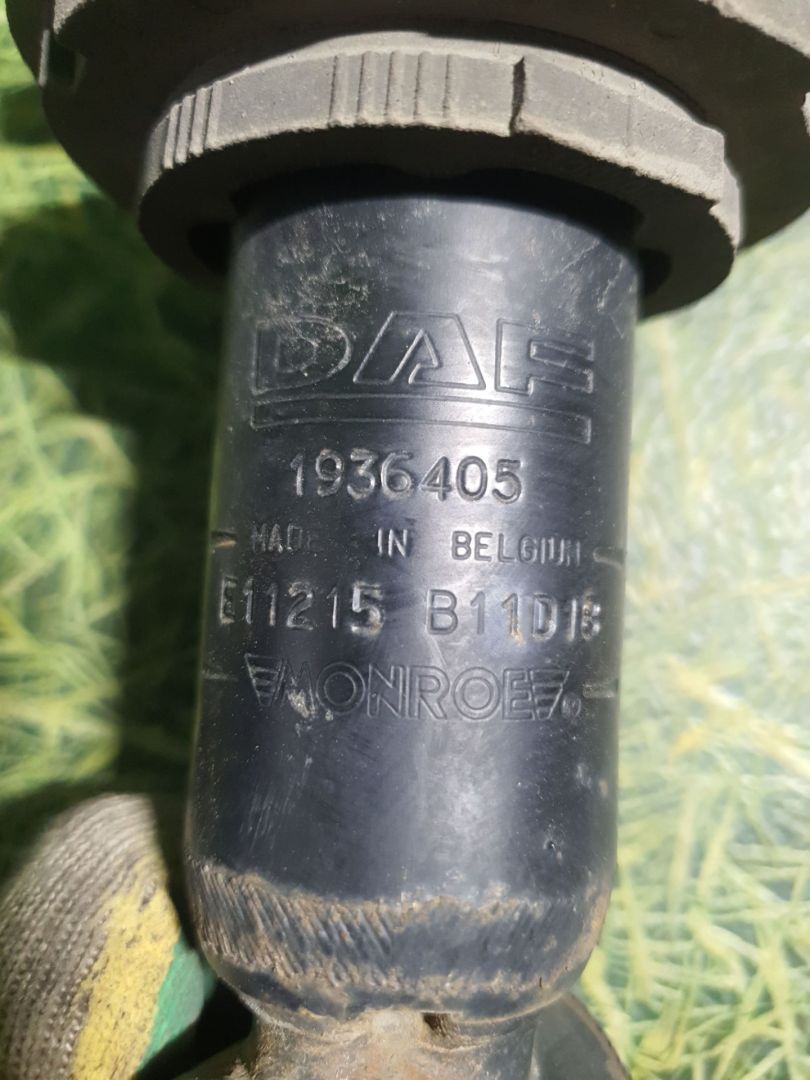 DAF
1936405
MADE IN BELGIUM
E11215 B11D18
MONROE®